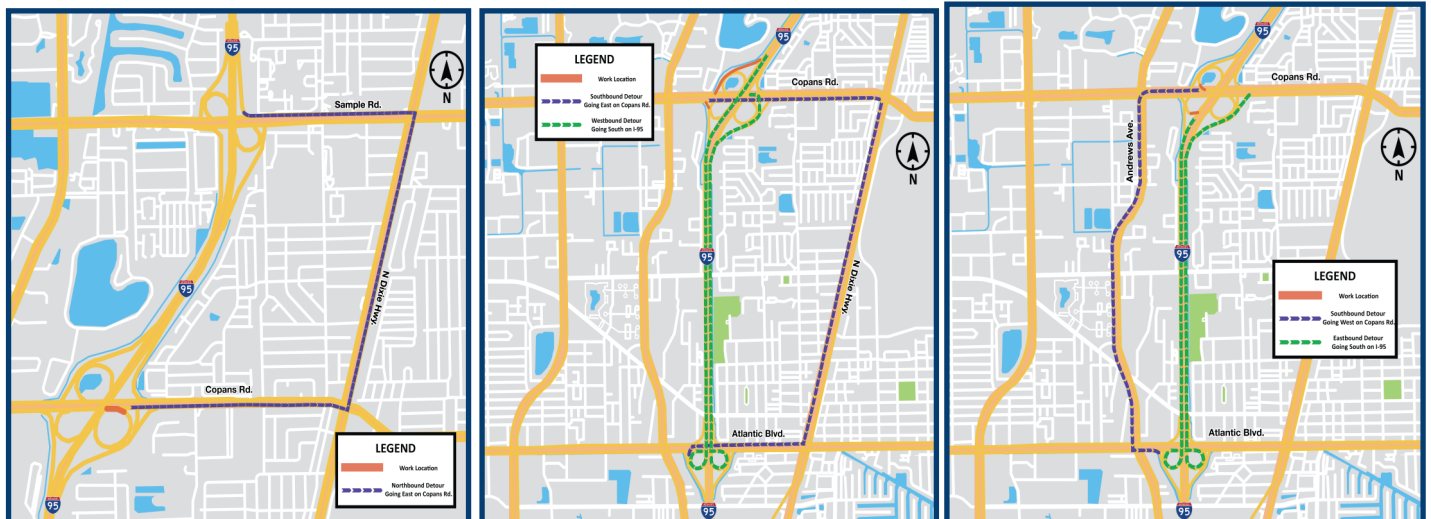 95
N
Sample Rd.
95
N Dixie Hwy.
Copans Rd.
LEGEND
Work Location
Northbound Detour
Going East on Copans Rd.
95
95
LEGEND
Work Location
Southbound Detour
Going East on Copans Rd.
Westbound Detour
Going South on I-95
Copans Rd.
N
95
N Dixie Hwy.
Atlantic Blvd.
95
95
Copans Rd.
Andrews Ave.
N
95
LEGEND
Work Location
Southbound Detour
Going West on Copans Rd.
Eastbound Detour
Going South on I-95
Atlantic Blvd.
95